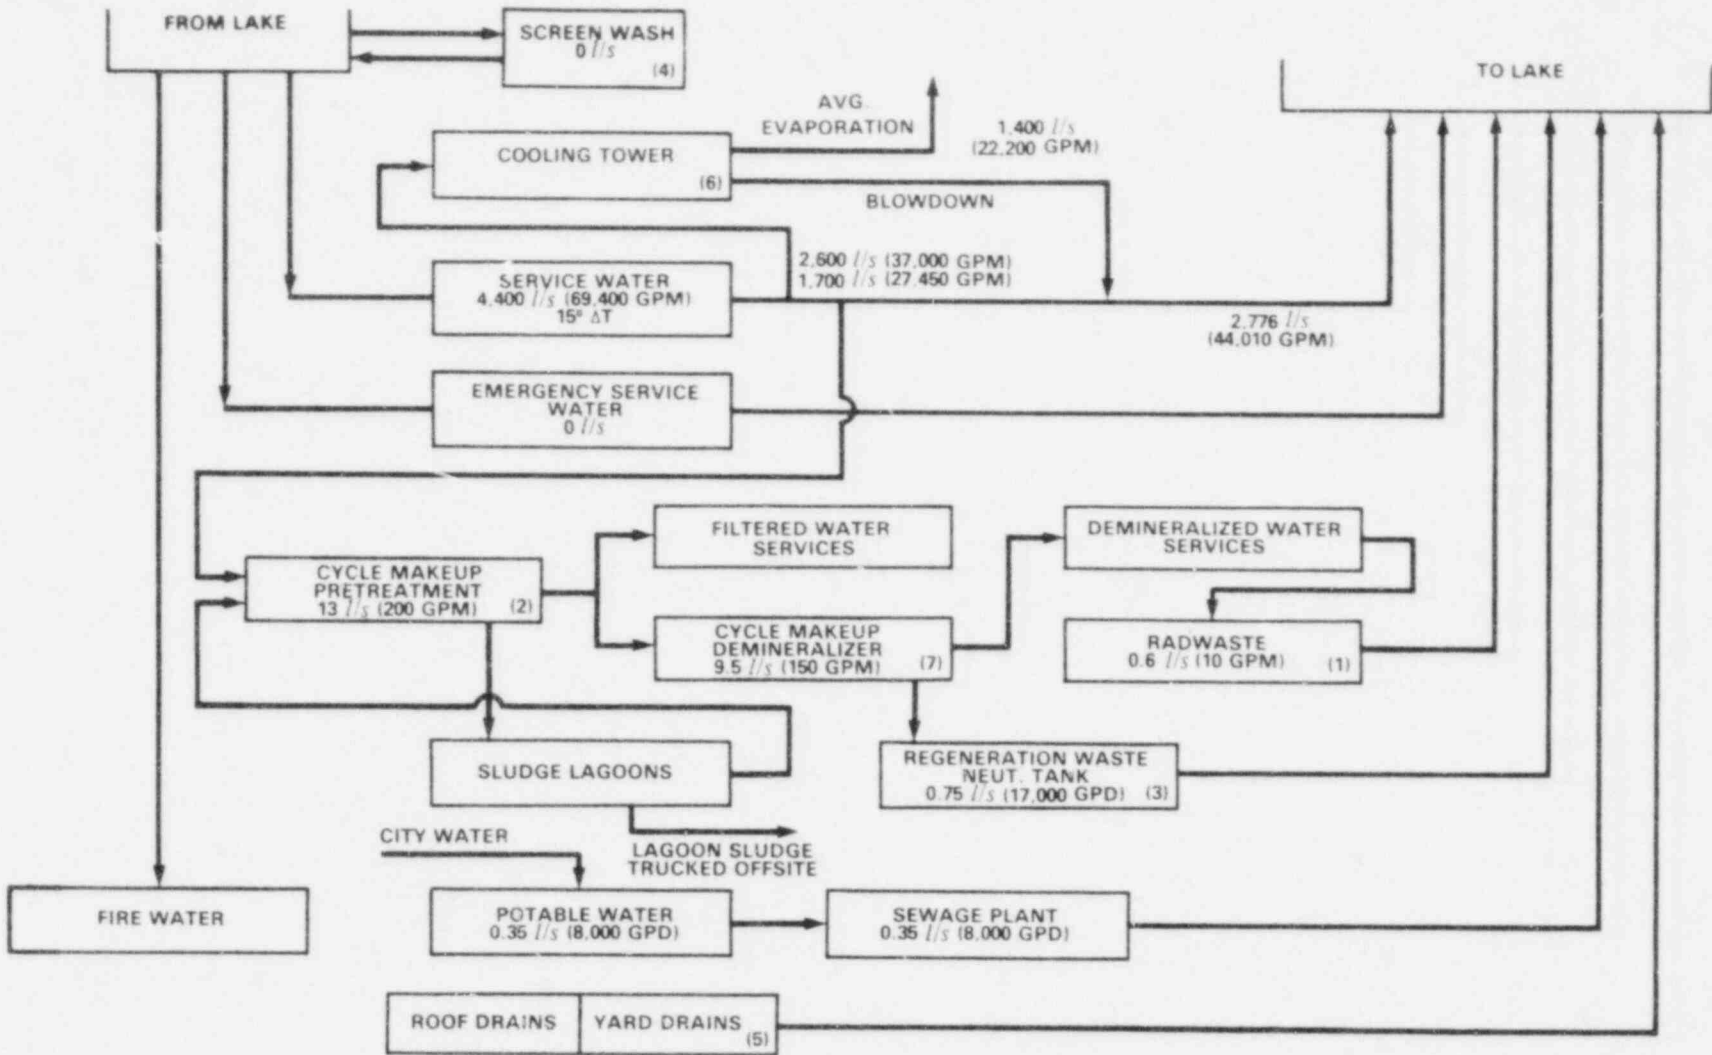 FROM LAKE
SCREEN WASH
0 l/s
(4)
TO LAKE
AVG.
EVAPORATION
1,400 l/s
(22,200 GPM)
COOLING TOWER
(6)
BLOWDOWN
2,600 l/s (37,000 GPM)
1,700 l/s (27,450 GPM)
SERVICE WATER
4,400 l/s (69,400 GPM)
15° ΔT
2,776 l/s
(44,010 GPM)
EMERGENCY SERVICE
WATER
0 l/s
FILTERED WATER
SERVICES
DEMINERALIZED WATER
SERVICES
CYCLE MAKEUP
PRETREATMENT
13 l/s (200 GPM)
(2)
CYCLE MAKEUP
DEMINERALIZER
9.5 l/s (150 GPM)
(7)
RADWASTE
0.6 l/s (10 GPM)
(1)
SLUDGE LAGOONS
REGENERATION WASTE
NEUT. TANK
0.75 l/s (17,000 GPD)
(3)
CITY WATER
LAGOON SLUDGE
TRUCKED OFFSITE
FIRE WATER
POTABLE WATER
0.35 l/s (8,000 GPD)
SEWAGE PLANT
0.35 l/s (8,000 GPD)
ROOF DRAINS
YARD DRAINS
(5)